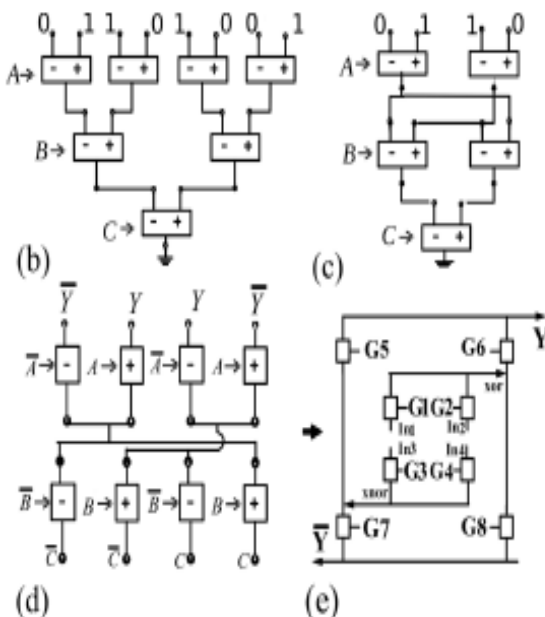 0 1 1 0 1 0 0 1
A→ - + - + - + - +
B→ - + - +
C→ - +
(b)
0 1 1 0
A→ - + - +
B→ - + - +
C→ - +
(c)
Y̅ Y Y Y̅
A̅→ - A→ + A̅→ - A→ +
B̅→ - B→ + B̅→ - B→ +
C̅ C̅ C C
(d)
Y
G5 G6
xor
G1 G2
In1 In2
In3 In4
G3 G4
xnor
G7 G8
Y̅
(e)